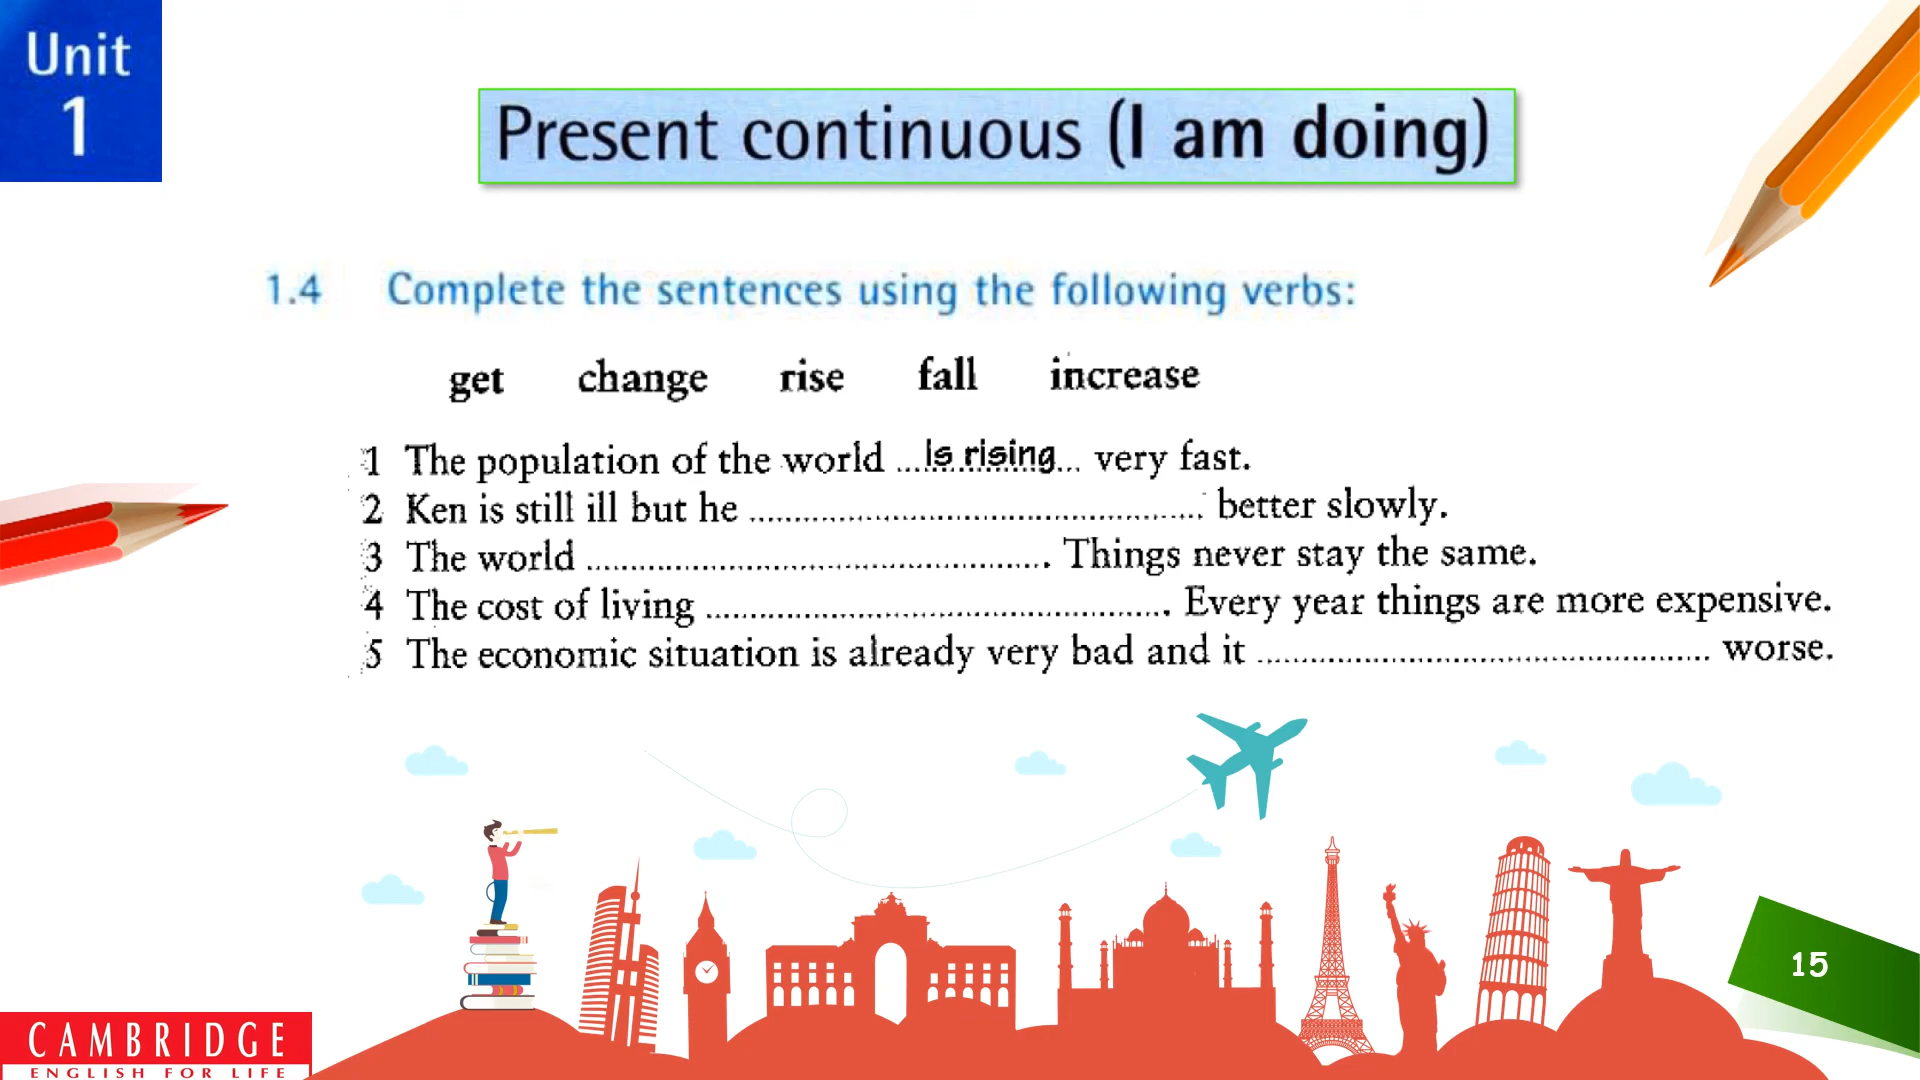 Unit
1
Present continuous (I am doing)
1.4 Complete the sentences using the following verbs:
get change rise fall increase
1 The population of the world ...Is rising... very fast.
2 Ken is still ill but he .......................................... better slowly.
3 The world .......................................... . Things never stay the same.
4 The cost of living .......................................... . Every year things are more expensive.
5 The economic situation is already very bad and it .......................................... worse.
15
CAMBRIDGE
ENGLISH FOR LIFE